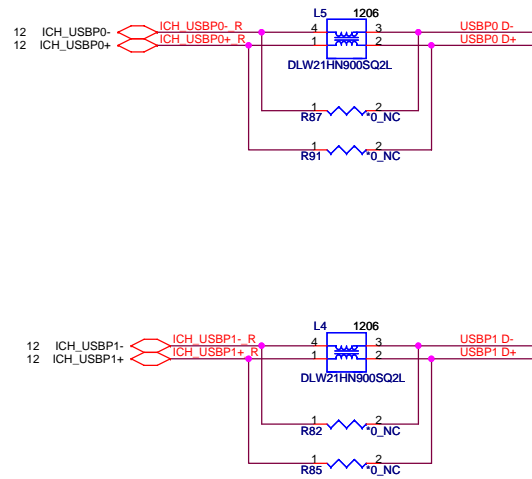 L5 1206
12 ICH_USBP0- ICH_USBP0-_R 4 3 USBP0 D-
12 ICH_USBP0+ ICH_USBP0+_R 1 2 USBP0 D+
DLW21HN900SQ2L
1 2
R87 *0_NC
1 2
R91 *0_NC
L4 1206
12 ICH_USBP1- ICH_USBP1-_R 4 3 USBP1 D-
12 ICH_USBP1+ ICH_USBP1+_R 1 2 USBP1 D+
DLW21HN900SQ2L
1 2
R82 *0_NC
1 2
R85 *0_NC